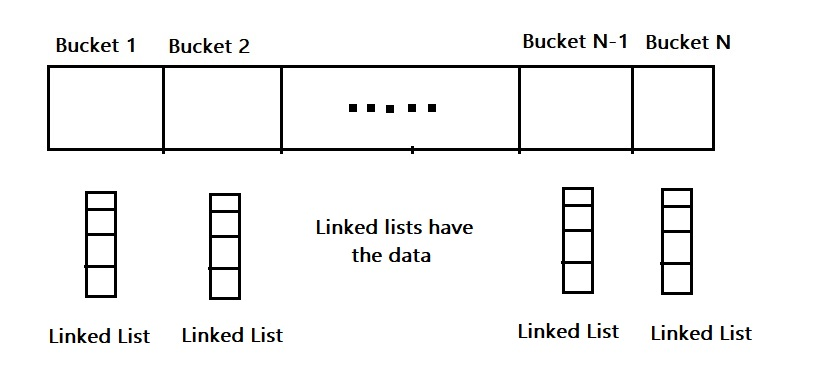 Bucket 1
Bucket 2
Bucket N-1
Bucket N
Linked lists have
the data
Linked List
Linked List
Linked List
Linked List